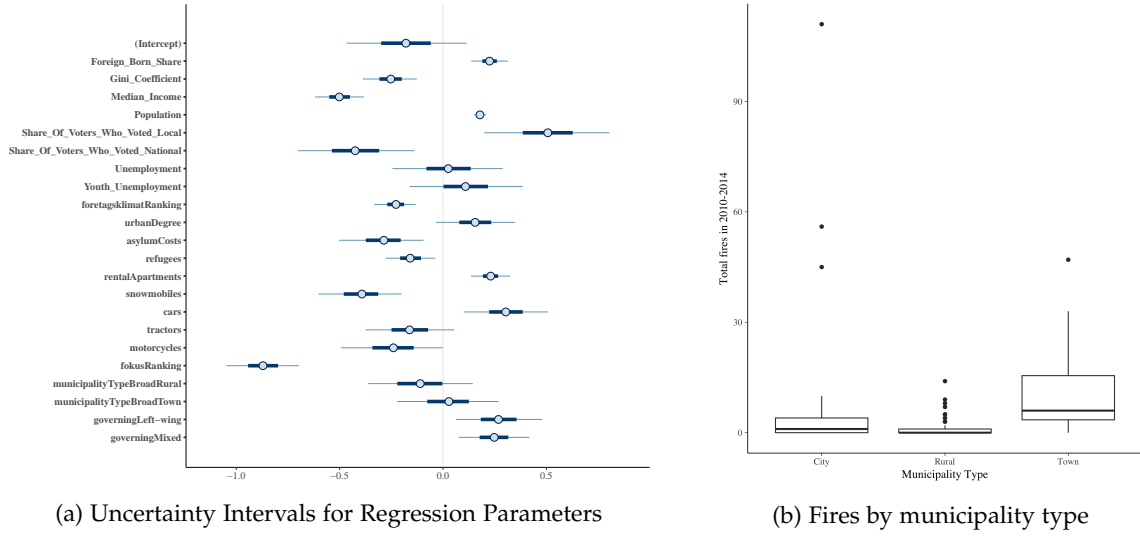 (Intercept)
Foreign_Born_Share
Gini_Coefficient
Median_Income
Population
Share_Of_Voters_Who_Voted_Local
Share_Of_Voters_Who_Voted_National
Unemployment
Youth_Unemployment
foretagsklimatRanking
urbanDegree
asylumCosts
refugees
rentalApartments
snowmobiles
cars
tractors
motorcycles
fokusRanking
municipalityTypeBroadRural
municipalityTypeBroadTown
governingLeft-wing
governingMixed
−1.0 −0.5 0.0 0.5
(a) Uncertainty Intervals for Regression Parameters
Total fires in 2010-2014
90
60
30
0
City Rural Town
Municipality Type
(b) Fires by municipality type